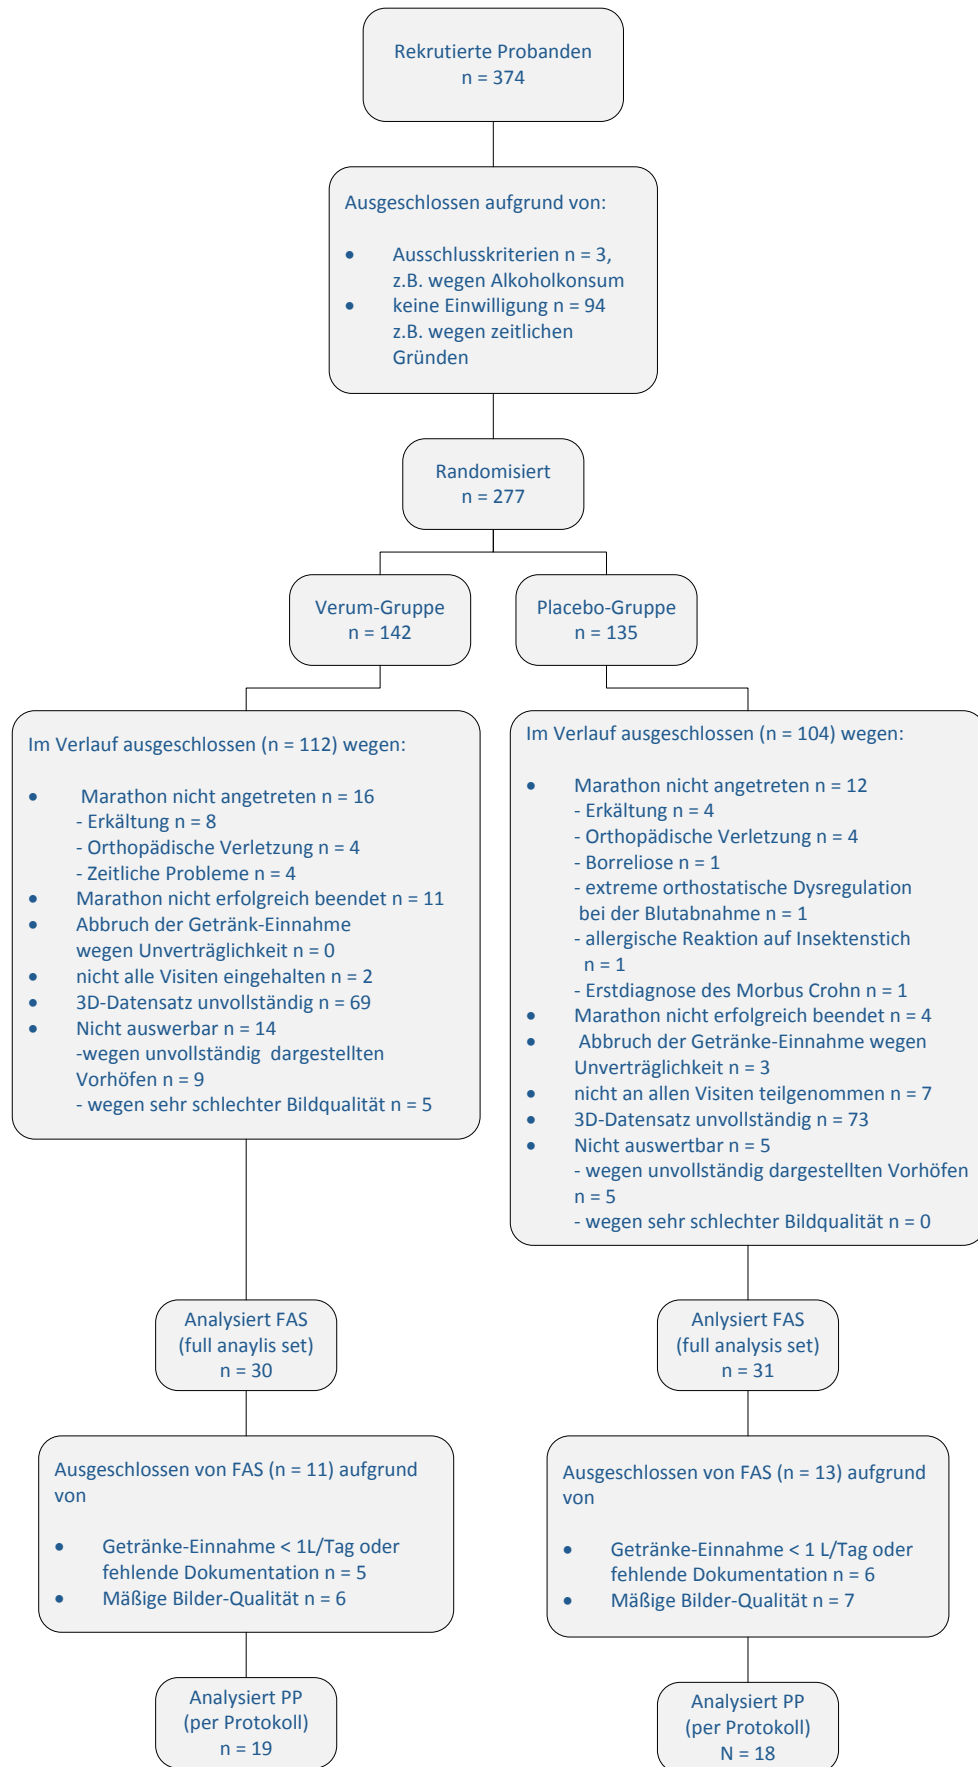 Rekrutierte Probanden
n = 374
Ausgeschlossen aufgrund von:
• Ausschlusskriterien n = 3,
z.B. wegen Alkoholkonsum
• keine Einwilligung n = 94
z.B. wegen zeitlichen
Gründen
Randomisiert
n = 277
Verum-Gruppe
n = 142
Placebo-Gruppe
n = 135
Im Verlauf ausgeschlossen (n = 112) wegen:
• Marathon nicht angetreten n = 16
- Erkältung n = 8
- Orthopädische Verletzung n = 4
- Zeitliche Probleme n = 4
• Marathon nicht erfolgreich beendet n = 11
• Abbruch der Getränk-Einnahme
wegen Unverträglichkeit n = 0
• nicht alle Visiten eingehalten n = 2
• 3D-Datensatz unvollständig n = 69
• Nicht auswerbar n = 14
-wegen unvollständig dargestellten
Vorhöfen n = 9
- wegen sehr schlechter Bildqualität n = 5
Im Verlauf ausgeschlossen (n = 104) wegen:
• Marathon nicht angetreten n = 12
- Erkältung n = 4
- Orthopädische Verletzung n = 4
- Borreliose n = 1
- extreme orthostatische Dysregulation
bei der Blutabnahme n = 1
- allergische Reaktion auf Insektenstich
n = 1
- Erstdiagnose des Morbus Crohn n = 1
• Marathon nicht erfolgreich beendet n = 4
• Abbruch der Getränke-Einnahme wegen
Unverträglichkeit n = 3
• nicht an allen Visiten teilgenommen n = 7
• 3D-Datensatz unvollständig n = 73
• Nicht auswertbar n = 5
- wegen unvollständig dargestellten Vorhöfen
n = 5
- wegen sehr schlechter Bildqualität n = 0
Analysiert FAS
(full anaylis set)
n = 30
Anlysiert FAS
(full analysis set)
n = 31
Ausgeschlossen von FAS (n = 11) aufgrund
von
• Getränke-Einnahme < 1L/Tag oder
fehlende Dokumentation n = 5
• Mäßige Bilder-Qualität n = 6
Ausgeschlossen von FAS (n = 13) aufgrund
von
• Getränke-Einnahme < 1 L/Tag oder
fehlende Dokumentation n = 6
• Mäßige Bilder-Qualität n = 7
Analysiert PP
(per Protokoll)
n = 19
Analysiert PP
(per Protokoll)
N = 18